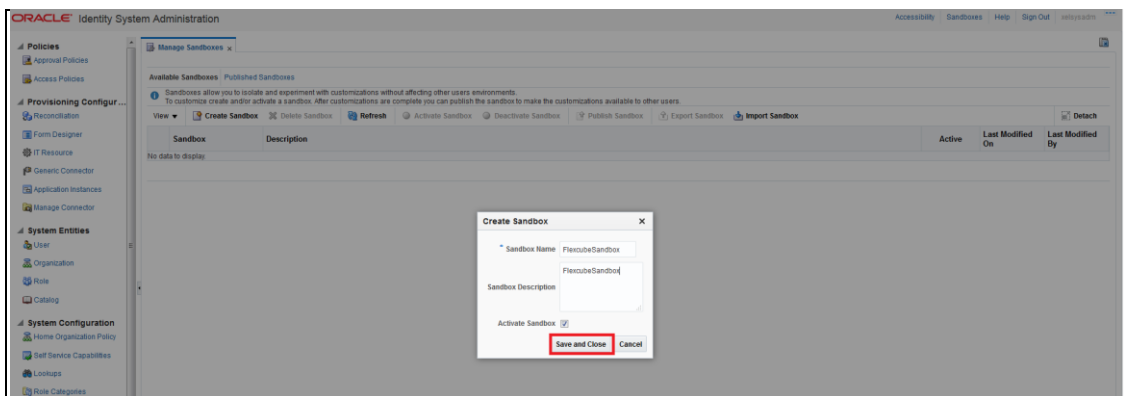 ORACLE Identity System Administration
Accessibility Sandboxes Help Sign Out xelsysadm
Policies
Approval Policies
Access Policies
Provisioning Configur...
Reconciliation
Form Designer
IT Resource
Generic Connector
Application Instances
Manage Connector
System Entities
User
Organization
Role
Catalog
System Configuration
Home Organization Policy
Self Service Capabilities
Lookups
Role Categories
Manage Sandboxes x
Available Sandboxes Published Sandboxes
Sandboxes allow you to isolate and experiment with customizations without affecting other users environments.
To customize create and/or activate a sandbox. After customizations are complete you can publish the sandbox to make the customizations available to other users.
View Create Sandbox Delete Sandbox Refresh Activate Sandbox Deactivate Sandbox Publish Sandbox Export Sandbox Import Sandbox Detach
Sandbox Description Active Last Modified On Last Modified By
No data to display
Create Sandbox
* Sandbox Name FlexcubeSandbox
Sandbox Description FlexcubeSandbox
Activate Sandbox
Save and Close Cancel